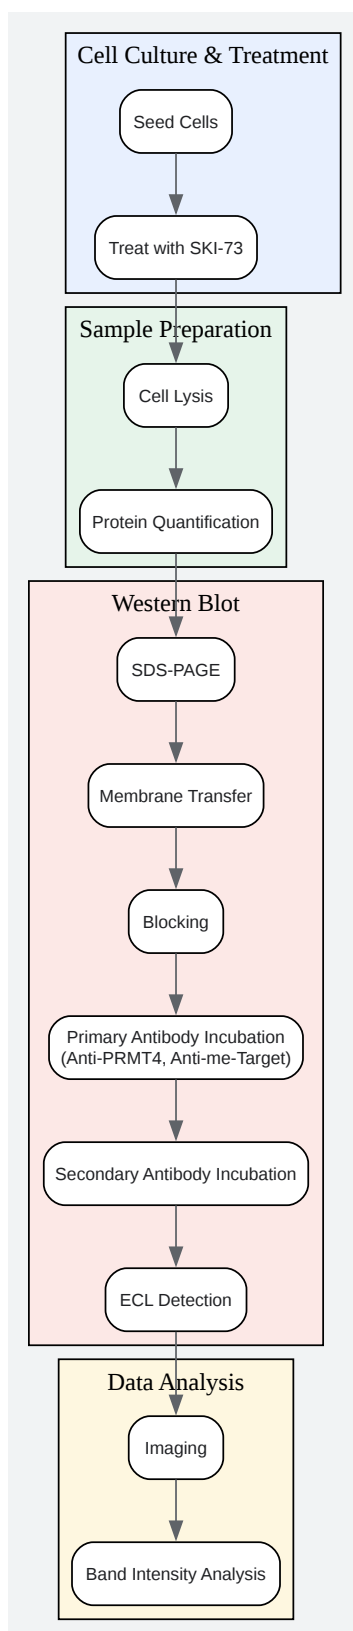 Cell Culture & Treatment
Seed Cells
Treat with SKI-73
Sample Preparation
Cell Lysis
Protein Quantification
Western Blot
SDS-PAGE
Membrane Transfer
Blocking
Primary Antibody Incubation
(Anti-PRMT4, Anti-me-Target)
Secondary Antibody Incubation
ECL Detection
Data Analysis
Imaging
Band Intensity Analysis